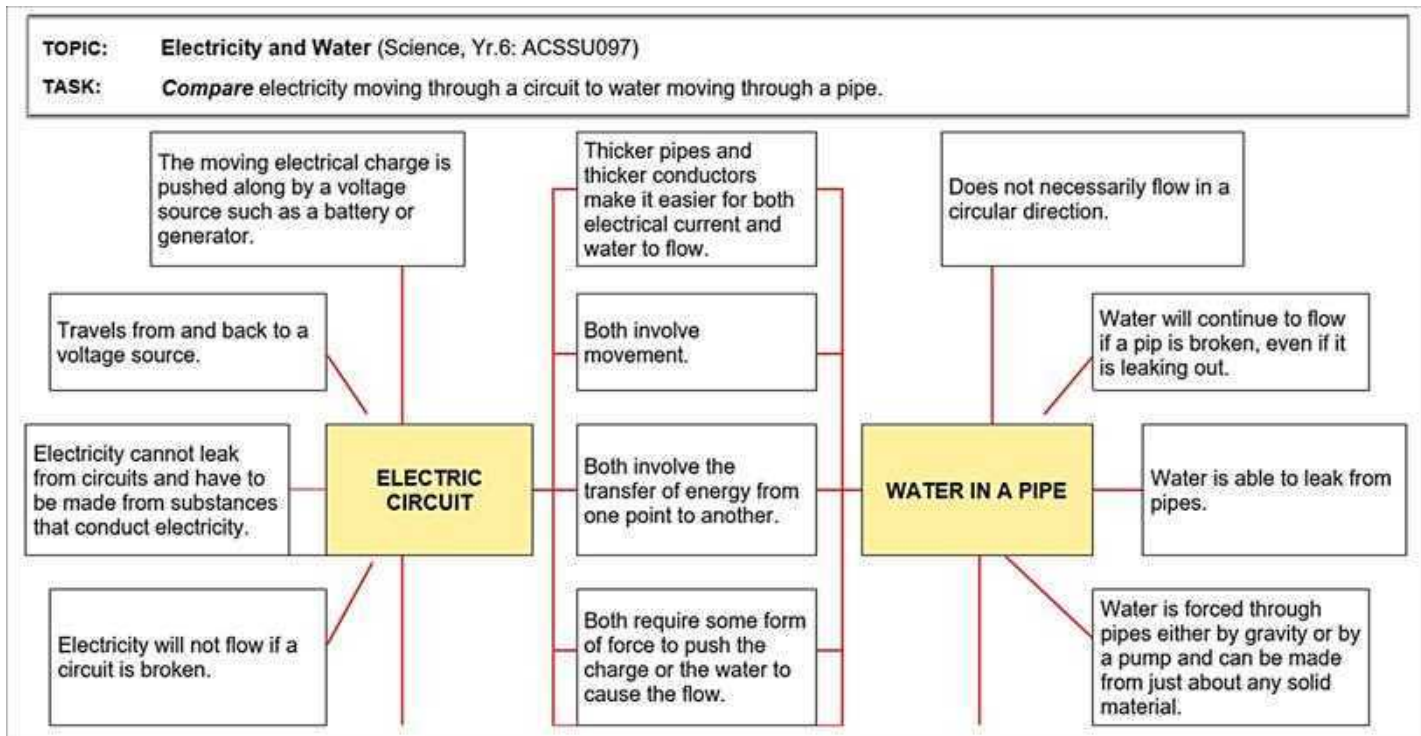 TOPIC: Electricity and Water (Science, Yr.6: ACSSU097)
TASK: Compare electricity moving through a circuit to water moving through a pipe.
The moving electrical charge is
pushed along by a voltage
source such as a battery or
generator.
Thicker pipes and
thicker conductors
make it easier for both
electrical current and
water to flow.
Does not necessarily flow in a
circular direction.
Travels from and back to a
voltage source.
Both involve
movement.
Water will continue to flow
if a pip is broken, even if it
is leaking out.
Electricity cannot leak
from circuits and have to
be made from substances
that conduct electricity.
ELECTRIC
CIRCUIT
Both involve the
transfer of energy from
one point to another.
WATER IN A PIPE
Water is able to leak from
pipes.
Electricity will not flow if a
circuit is broken.
Both require some form
of force to push the
charge or the water to
cause the flow.
Water is forced through
pipes either by gravity or by
a pump and can be made
from just about any solid
material.